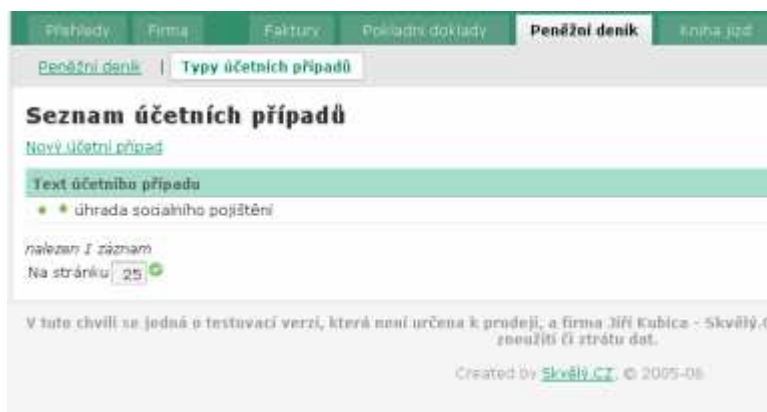 Přehledy Firma Faktury Pokladní doklady Peněžní deník Kniha jízd
Peněžní deník | Typy účetních případů
Seznam účetních případů
Nový účetní případ
Text účetního případu
úhrada socialního pojištění
nalezen 1 záznam
Na stránku 25
V tuto chvíli se jedná o testovací verzi, která není určena k prodeji, a firma Jiří Kubica - Skvělý.
zneužití či ztrátu dat.
Created by Skvělý.CZ, © 2005-06